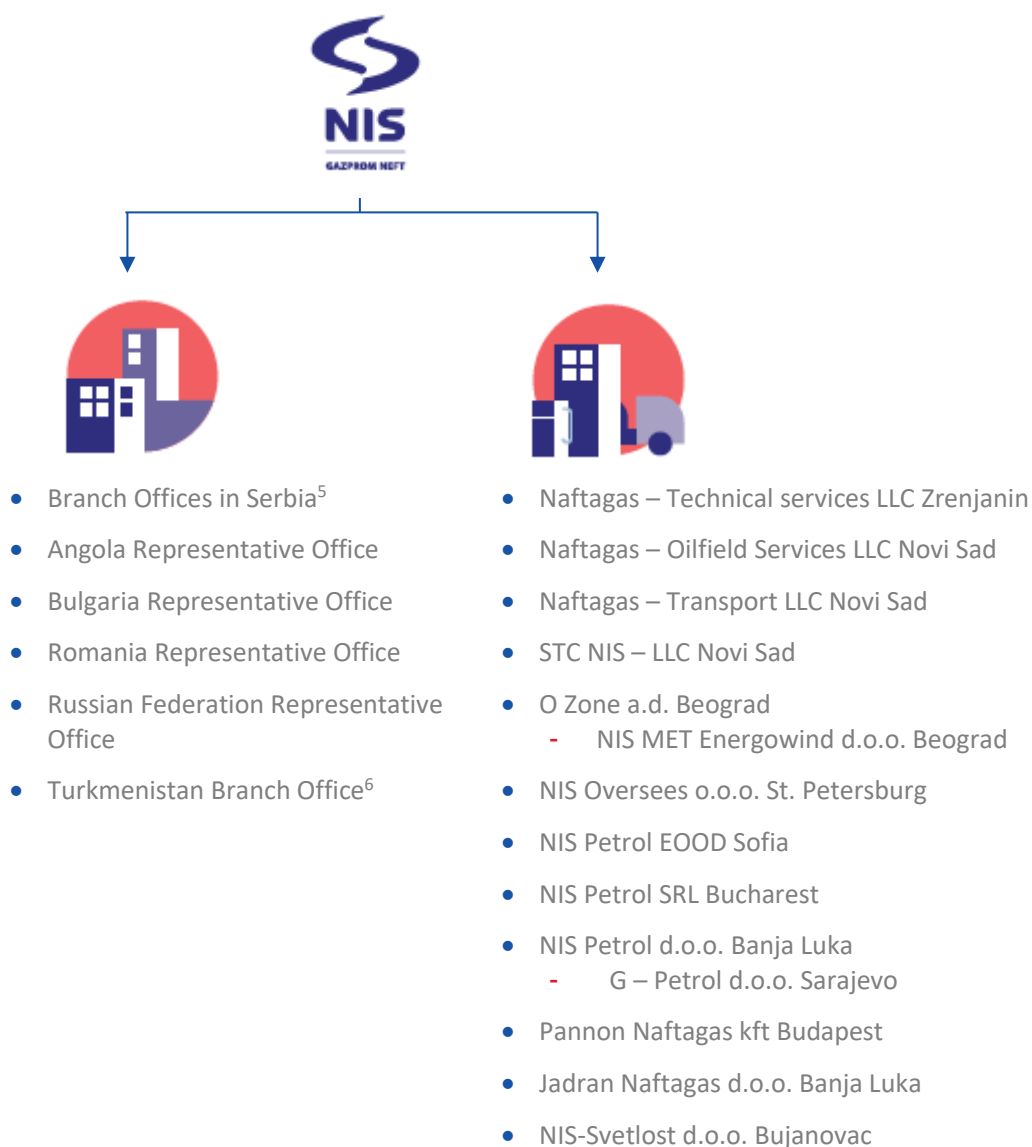 NIS
GAZPROM NEFT
Branch Offices in Serbia5
Angola Representative Office
Bulgaria Representative Office
Romania Representative Office
Russian Federation Representative
Office
Turkmenistan Branch Office6
Naftagas – Technical services LLC Zrenjanin
Naftagas – Oilfield Services LLC Novi Sad
Naftagas – Transport LLC Novi Sad
STC NIS – LLC Novi Sad
O Zone a.d. Beograd
- NIS MET Energowind d.o.o. Beograd
NIS Oversees o.o.o. St. Petersburg
NIS Petrol EOOD Sofia
NIS Petrol SRL Bucharest
NIS Petrol d.o.o. Banja Luka
- G – Petrol d.o.o. Sarajevo
Pannon Naftagas kft Budapest
Jadran Naftagas d.o.o. Banja Luka
NIS-Svetlost d.o.o. Bujanovac